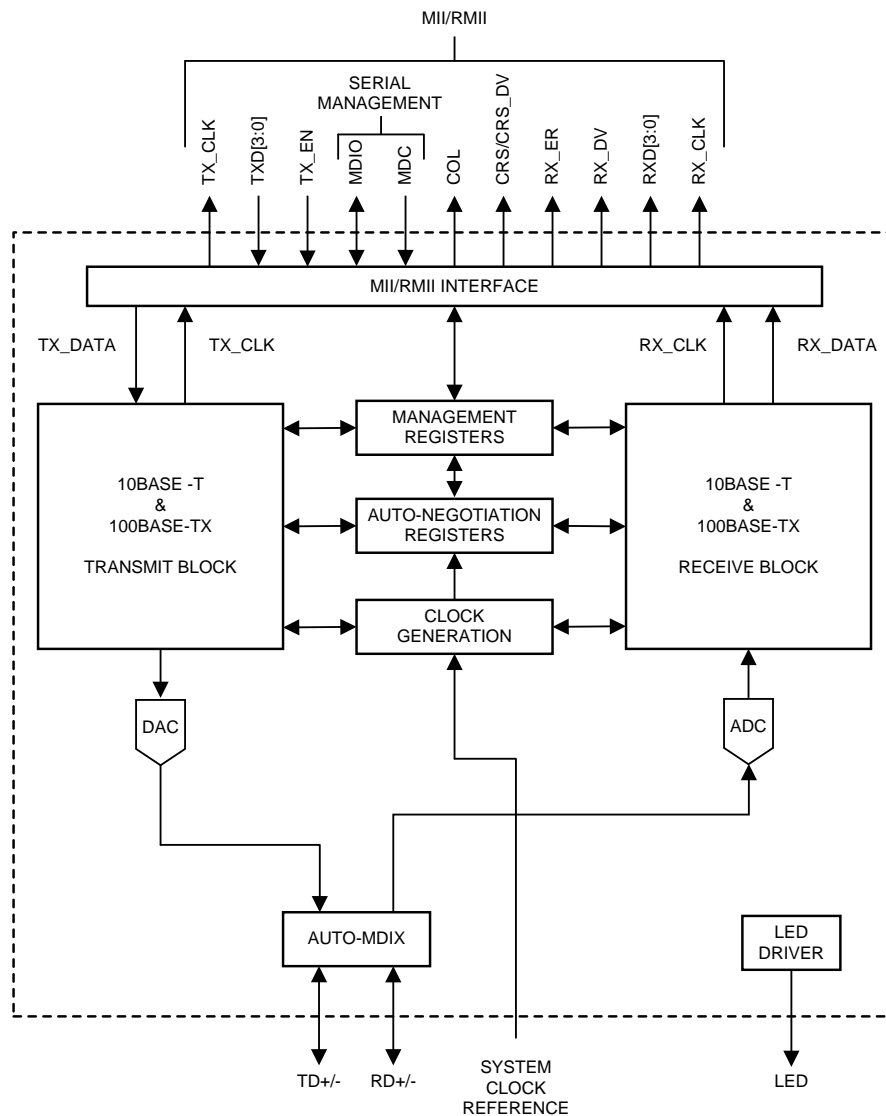 MII/RMII
SERIAL
MANAGEMENT
TX_CLK
TXD[3:0]
TX_EN
MDIO
MDC
COL
CRS/CRS_DV
RX_ER
RX_DV
RXD[3:0]
RX_CLK
MII/RMII INTERFACE
TX_DATA
TX_CLK
RX_CLK
RX_DATA
10BASE -T
&
100BASE-TX
TRANSMIT BLOCK
MANAGEMENT
REGISTERS
AUTO-NEGOTIATION
REGISTERS
CLOCK
GENERATION
10BASE -T
&
100BASE-TX
RECEIVE BLOCK
DAC
ADC
AUTO-MDIX
LED
DRIVER
TD+/-
RD+/-
SYSTEM
CLOCK
REFERENCE
LED